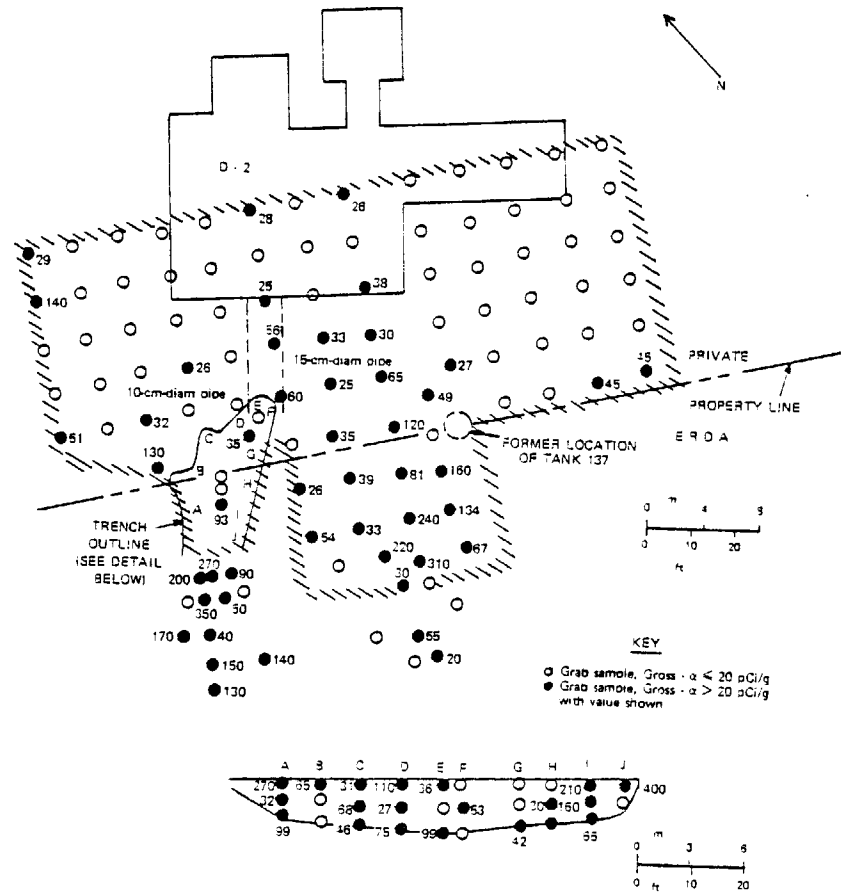 N
D - 2
28
26
29
140
25
38
56
33
30
15-cm-diam pipe
26
10-cm-diam pipe
25
65
27
PRIVATE
45
45
60
49
PROPERTY LINE
E R D A
32
51
130
C
D
E
F
35
G
35
120
FORMER LOCATION
OF TANK 137
B
H
A
93
26
39
81
160
54
33
240
134
220
310
67
30
TRENCH
OUTLINE
(SEE DETAIL
BELOW)
m
0 4 8
0 10 20
ft
270
200
90
350
50
170
40
150
140
130
55
20
KEY
Grab sample, Gross - α ≤ 20 pCi/g
Grab sample, Gross - α > 20 pCi/g
with value shown
A B C D E F G H I J
270 65 31 110 36 210 400
32 68 27 53 30 160
99 46 75 99 42 65
m
0 3 6
0 10 20
ft